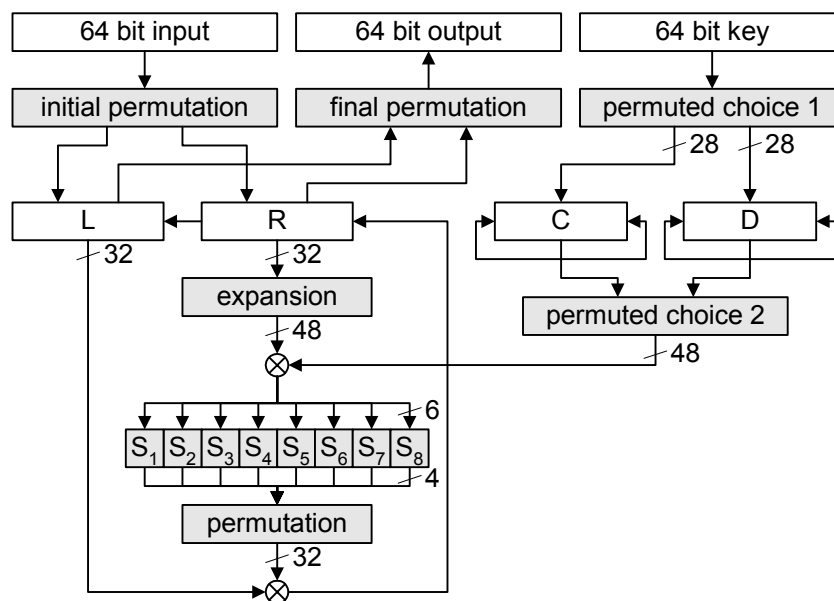 64 bit input
64 bit output
64 bit key
initial permutation
final permutation
permuted choice 1
28
28
L
R
C
D
32
32
expansion
permuted choice 2
48
48
6
S1 S2 S3 S4 S5 S6 S7 S8
4
permutation
32